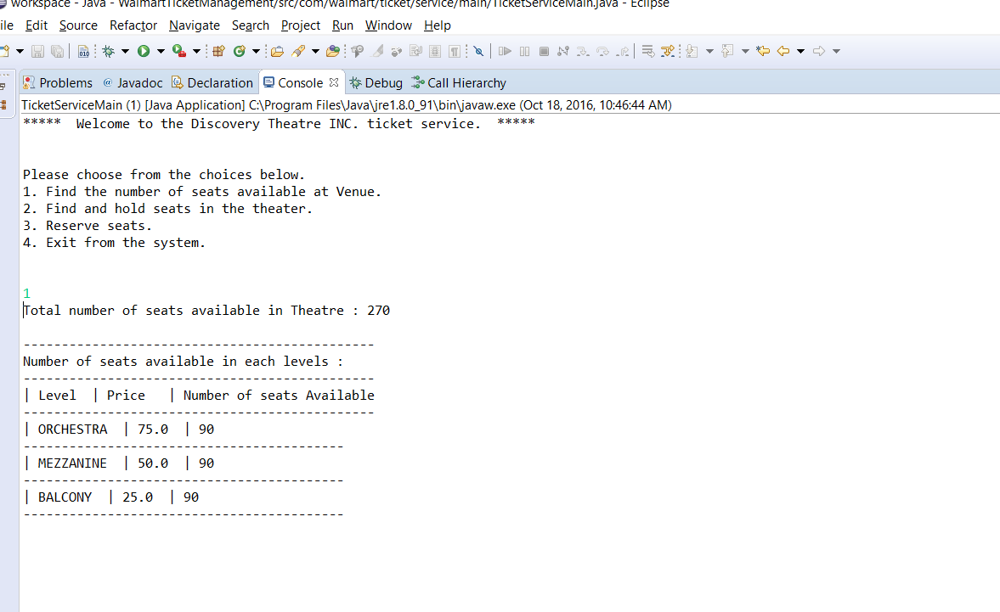 workspace - Java - WalmartTicketManagement/src/com/walmart/ticket/service/main/TicketServiceMain.java - Eclipse
ile Edit Source Refactor Navigate Search Project Run Window Help
Problems @ Javadoc Declaration Console Debug Call Hierarchy
TicketServiceMain (1) [Java Application] C:\Program Files\Java\jre1.8.0_91\bin\javaw.exe (Oct 18, 2016, 10:46:44 AM)
***** Welcome to the Discovery Theatre INC. ticket service. *****
Please choose from the choices below.
1. Find the number of seats available at Venue.
2. Find and hold seats in the theater.
3. Reserve seats.
4. Exit from the system.
1
Total number of seats available in Theatre : 270
----------------------------------------------
Number of seats available in each levels :
----------------------------------------------
| Level | Price | Number of seats Available
----------------------------------------------
| ORCHESTRA | 75.0 | 90
------------------------------------------
| MEZZANINE | 50.0 | 90
------------------------------------------
| BALCONY | 25.0 | 90
------------------------------------------